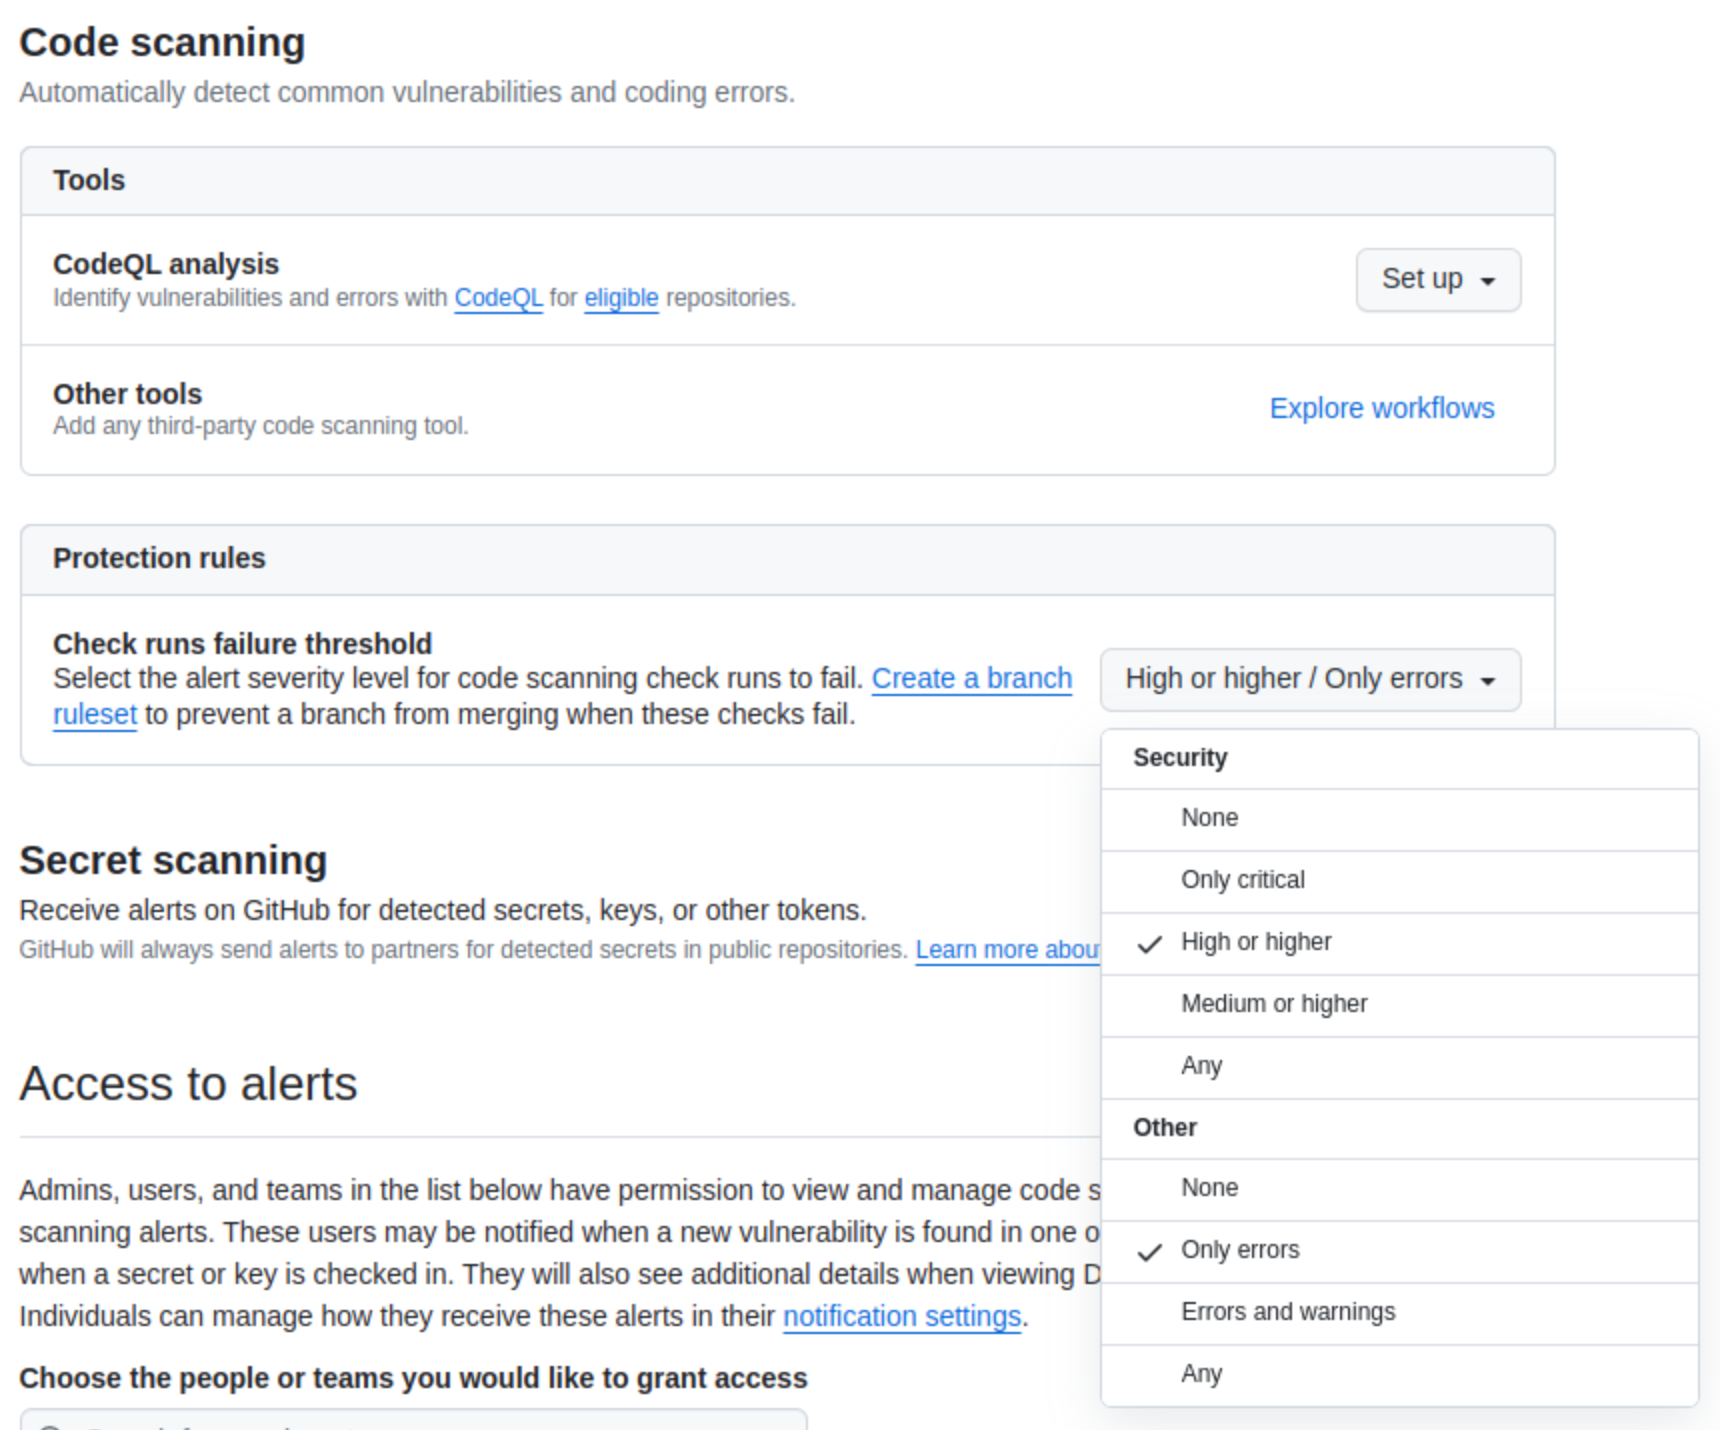 Code scanning
Automatically detect common vulnerabilities and coding errors.
Tools
CodeQL analysis
Identify vulnerabilities and errors with CodeQL for eligible repositories.
Set up
Other tools
Add any third-party code scanning tool.
Explore workflows
Protection rules
Check runs failure threshold
Select the alert severity level for code scanning check runs to fail. Create a branch
ruleset to prevent a branch from merging when these checks fail.
High or higher / Only errors
Security
None
Only critical
High or higher
Medium or higher
Any
Other
None
Only errors
Errors and warnings
Any
Secret scanning
Receive alerts on GitHub for detected secrets, keys, or other tokens.
GitHub will always send alerts to partners for detected secrets in public repositories. Learn more about
Access to alerts
Admins, users, and teams in the list below have permission to view and manage code s
scanning alerts. These users may be notified when a new vulnerability is found in one o
when a secret or key is checked in. They will also see additional details when viewing D
Individuals can manage how they receive these alerts in their notification settings.
Choose the people or teams you would like to grant access